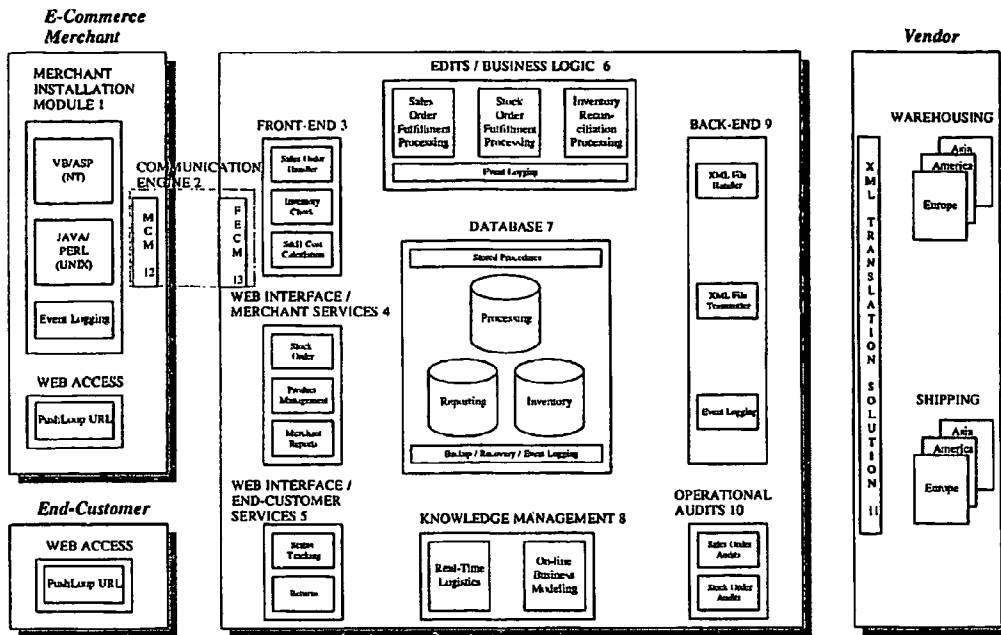 E-Commerce
Merchant
MERCHANT
INSTALLATION
MODULE 1
VB/ASP
(NT)
JAVA/
PERL
(UNIX)
Event Logging
WEB ACCESS
PushLoop URL
End-Customer
WEB ACCESS
PushLoop URL
COMMUNICATION
ENGINE 2
MCM 12
FECM 13
FRONT-END 3
Sales Order
Handler
Inventory
Check
S&H Cost
Calculation
WEB INTERFACE /
MERCHANT SERVICES 4
Stock
Order
Product
Management
Merchant
Reports
WEB INTERFACE /
END-CUSTOMER
SERVICES 5
Status
Tracking
Returns
EDITS / BUSINESS LOGIC 6
Sales
Order
Fulfillment
Processing
Stock
Order
Fulfillment
Processing
Inventory
Recon-
ciliation
Processing
Event Logging
DATABASE 7
Stored Procedures
Processing
Reporting
Inventory
Backup / Recovery / Event Logging
KNOWLEDGE MANAGEMENT 8
Real-Time
Logistics
On-line
Business
Modeling
BACK-END 9
XML File
Handler
XML File
Transmitter
Event Logging
OPERATIONAL
AUDITS 10
Sales Order
Audits
Stock Order
Audits
Vendor
XML TRANSLATION SOLUTION 11
WAREHOUSING
Asia
America
Europe
SHIPPING
Asia
America
Europe